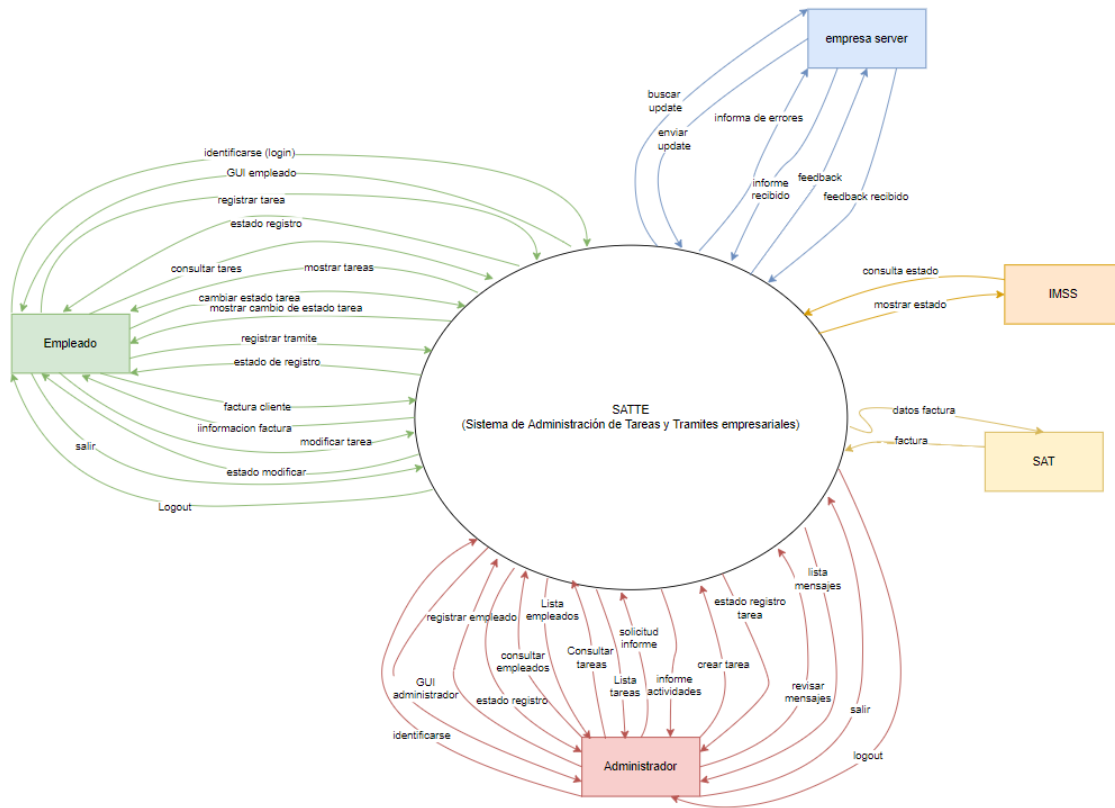 empresa server
buscar
update
enviar
update
informa de errores
informe
recibido
feedback
feedback recibido
identificarse (login)
GUI empleado
registrar tarea
estado registro
consultar tares
mostrar tareas
cambiar estado tarea
mostrar cambio de estado tarea
Empleado
registrar tramite
estado de registro
factura cliente
iinformacion factura
modificar tarea
salir
estado modificar
Logout
SATTE
(Sistema de Administración de Tareas y Tramites empresariales)
consulta estado
mostrar estado
IMSS
datos factura
factura
SAT
registrar empleado
Lista
empleados
consultar
empleados
GUI
administrador
estado registro
identificarse
Consultar
tareas
Lista
tareas
solicitud
informe
informe
actividades
estado registro
tarea
crear tarea
lista
mensajes
revisar
mensajes
salir
logout
Administrador